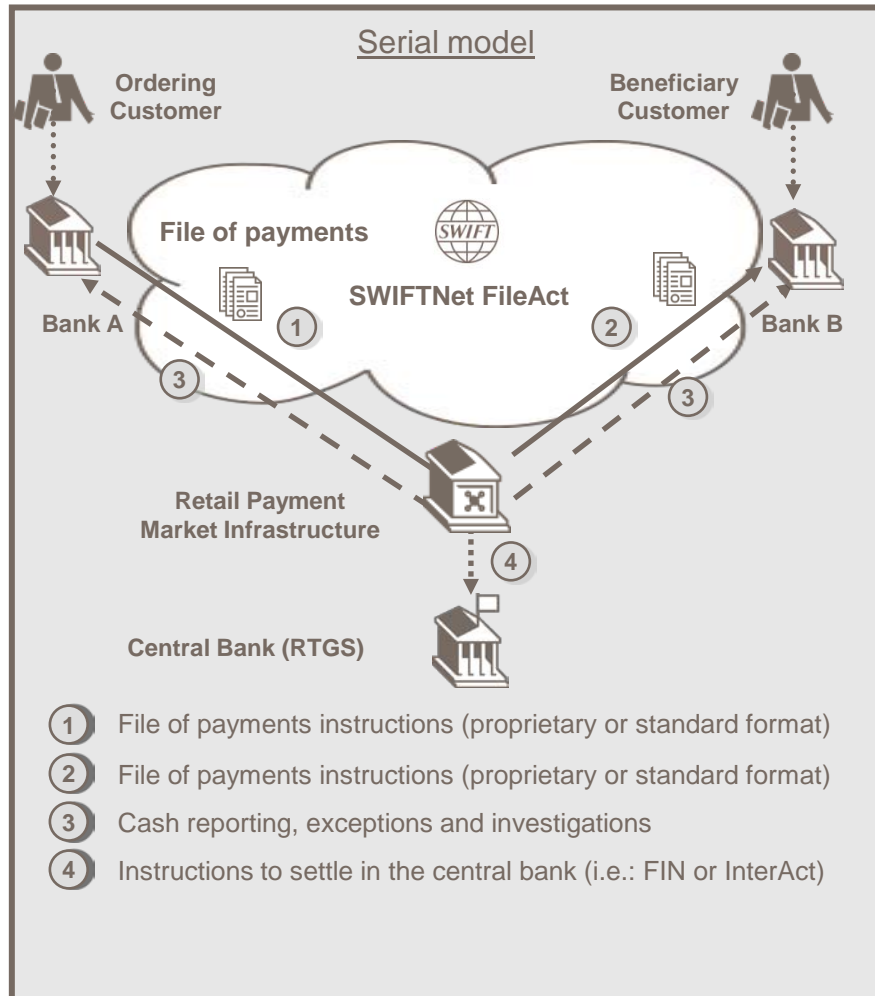 Serial model
Ordering
Customer
Beneficiary
Customer
File of payments
SWIFT
SWIFTNet FileAct
1
2
Bank A
Bank B
3
3
Retail Payment
Market Infrastructure
4
Central Bank (RTGS)
1 File of payments instructions (proprietary or standard format)
2 File of payments instructions (proprietary or standard format)
3 Cash reporting, exceptions and investigations
4 Instructions to settle in the central bank (i.e.: FIN or InterAct)